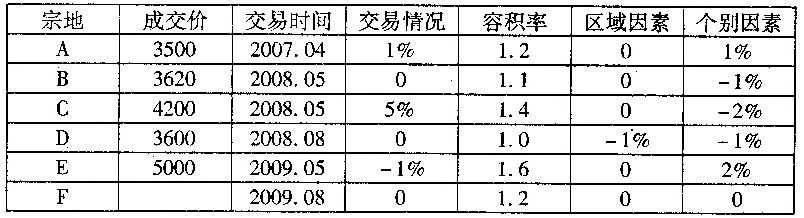 宗地 成交价 交易时间 交易情况 容积率 区域因素 个别因素
A 3500 2007.04 1% 1.2 0 1%
B 3620 2008.05 0 1.1 0 -1%
C 4200 2008.05 5% 1.4 0 -2%
D 3600 2008.08 0 1.0 -1% -1%
E 5000 2009.05 -1% 1.6 0 2%
F 2009.08 0 1.2 0 0